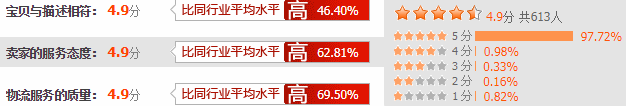 宝贝与描述相符：4.9分 比同行业平均水平 高 46.40%
卖家的服务态度：4.9分 比同行业平均水平 高 62.81%
物流服务的质量：4.9分 比同行业平均水平 高 69.50%
4.9分 共613人
5 分 97.72%
4 分 0.98%
3 分 0.33%
2 分 0.16%
1 分 0.82%